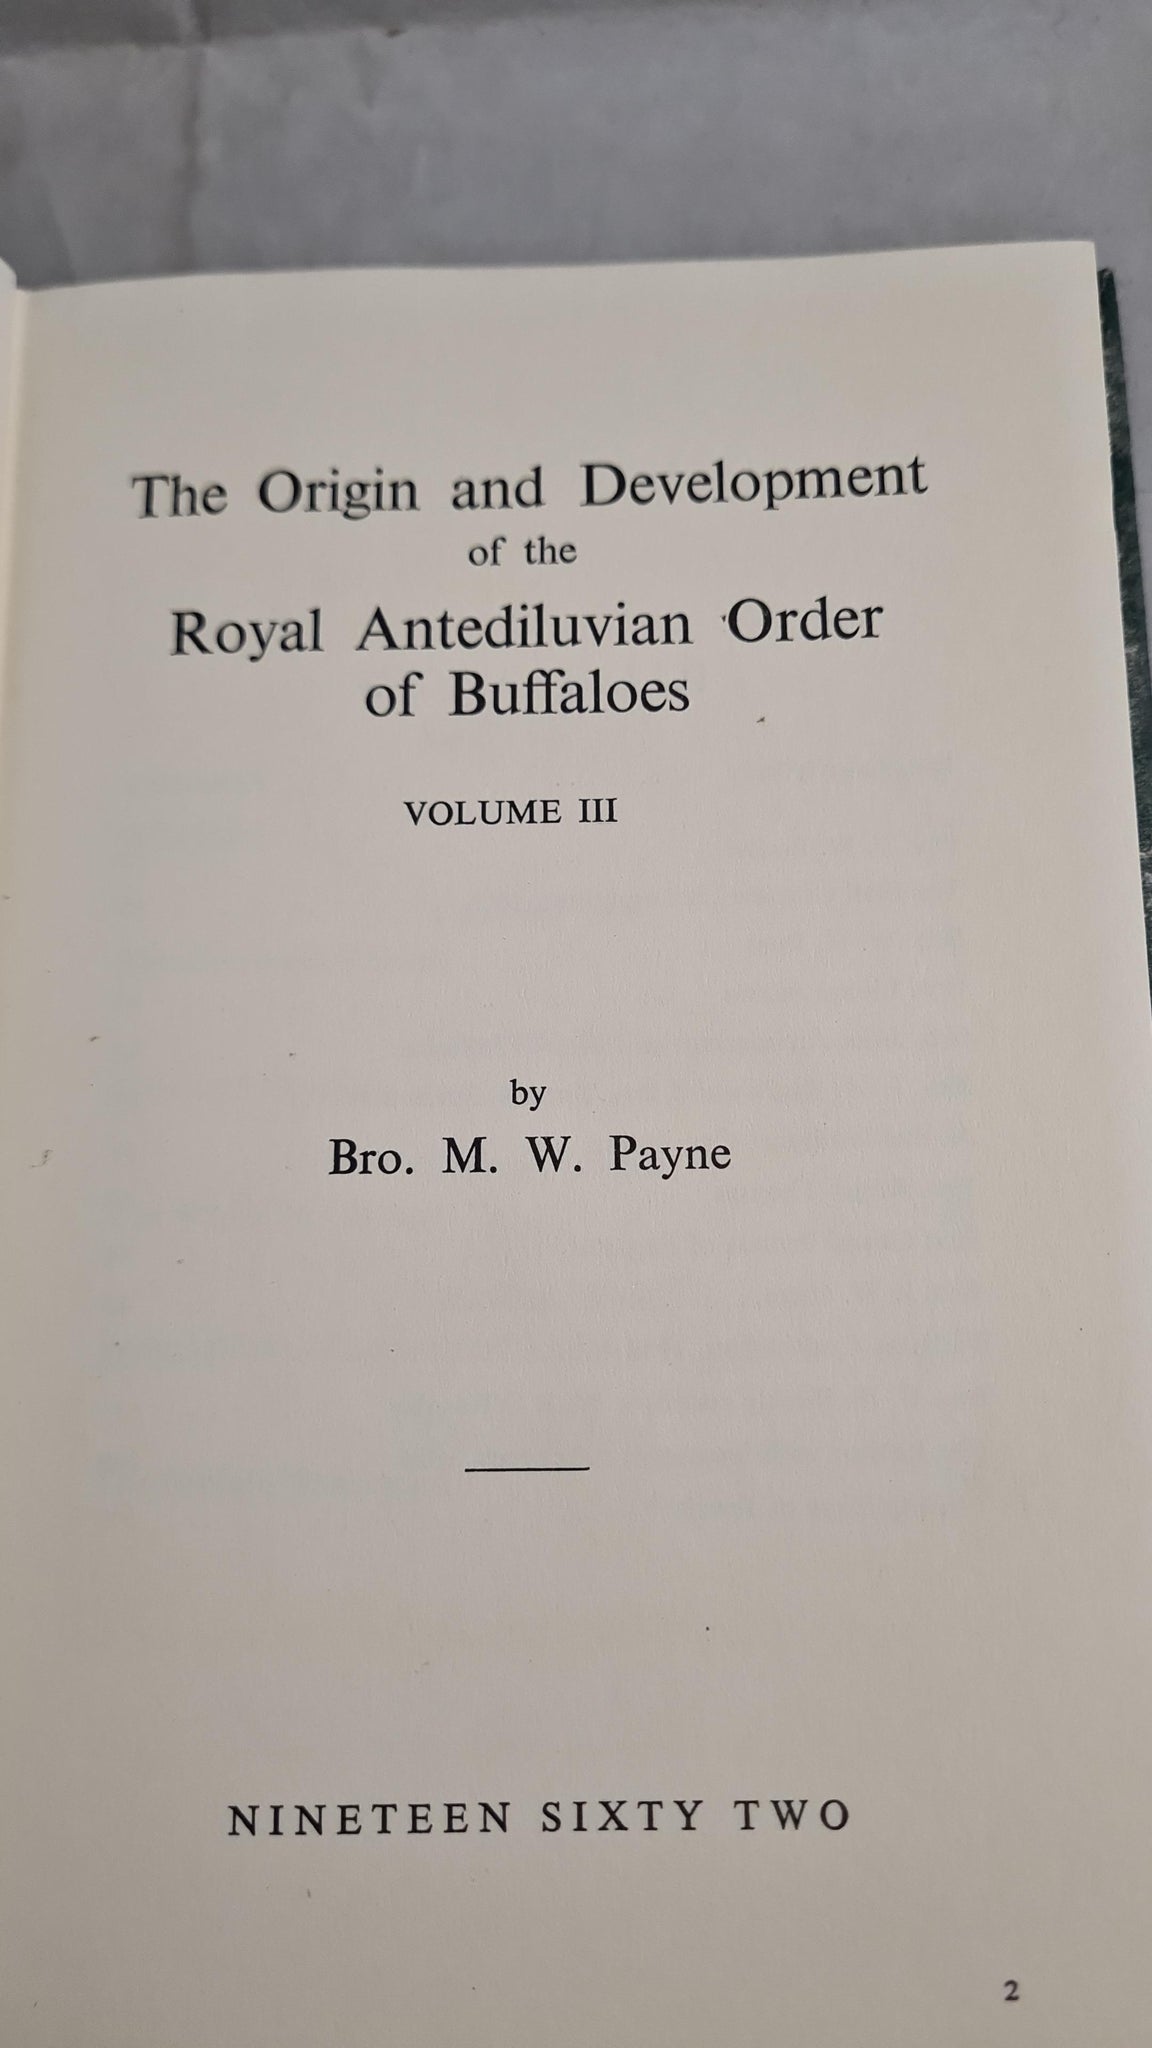 The Origin and Development
of the
Royal Antediluvian Order
of Buffaloes
VOLUME III
by
Bro. M. W. Payne
NINETEEN SIXTY TWO
2